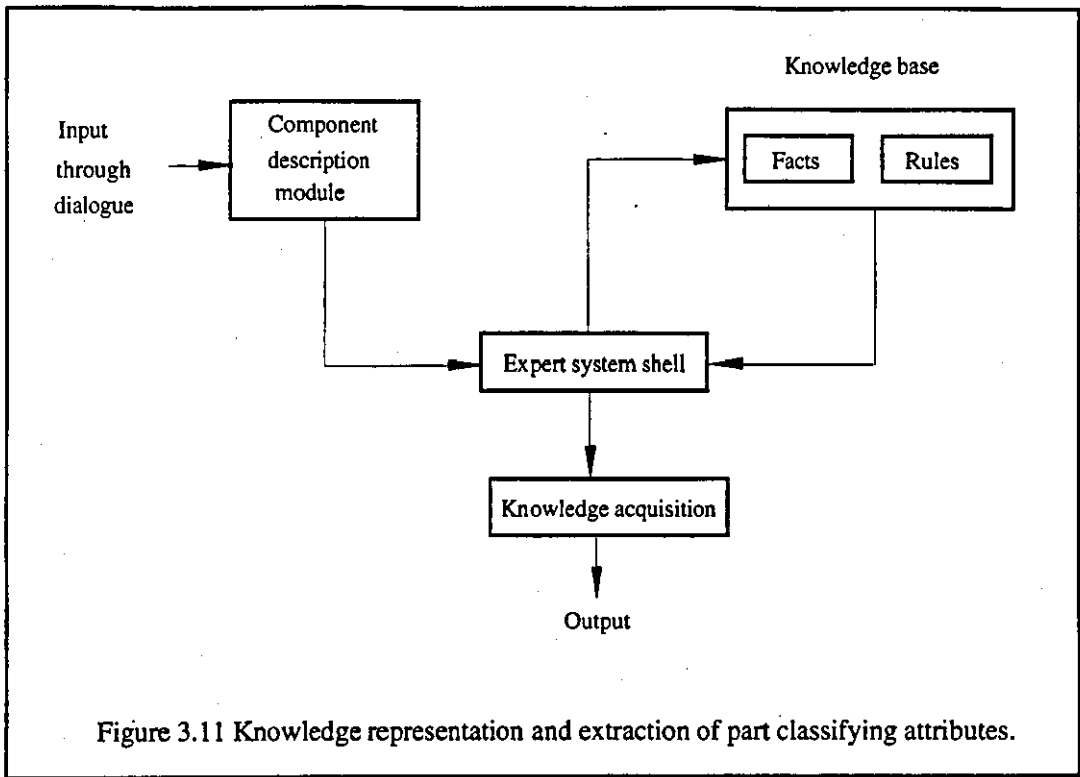 Knowledge base
Input
through
dialogue
Component
description
module
Facts
Rules
Expert system shell
Knowledge acquisition
Output
Figure 3.11 Knowledge representation and extraction of part classifying attributes.